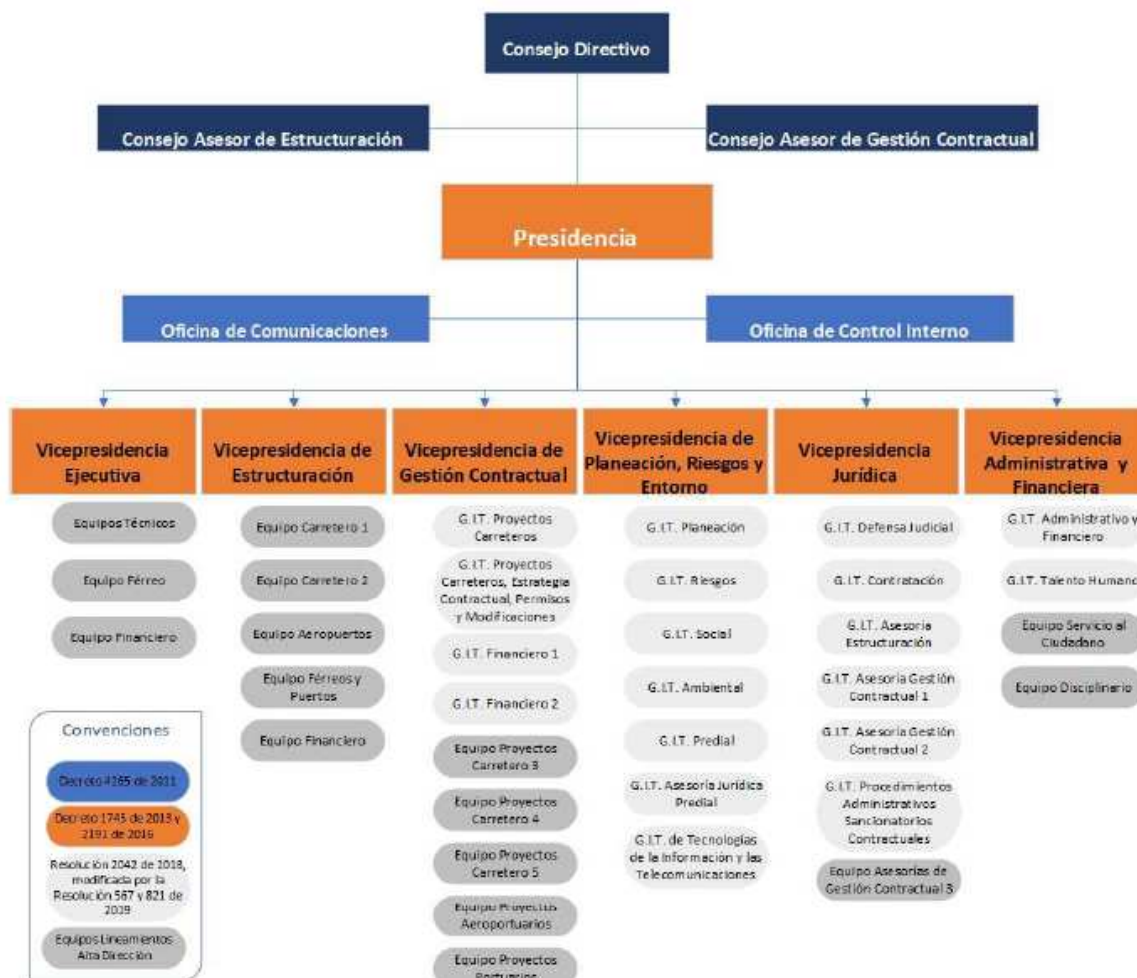 Consejo Directivo
Consejo Asesor de Estructuración
Consejo Asesor de Gestión Contractual
Presidencia
Oficina de Comunicaciones
Oficina de Control Interno
Vicepresidencia
Ejecutiva
Equipos Técnicos
Equipo Férreo
Equipo Financiero
Vicepresidencia de
Estructuración
Equipo Carretero 1
Equipo Carretero 2
Equipo Aeropuertos
Equipo Férreos y
Puertos
Equipo Financiero
Vicepresidencia de
Gestión Contractual
G.I.T. Proyectos
Carreteros
G.I.T. Proyectos
Carreteros, Estrategia
Contractual, Permisos
y Modificaciones
G.I.T. Financiero 1
G.I.T. Financiero 2
Equipo Proyectos
Carretero 3
Equipo Proyectos
Carretero 4
Equipo Proyectos
Carretero 5
Equipo Proyectos
Aeroportuarios
Equipo Proyectos
Portuarios
Vicepresidencia de
Planeación, Riesgos y
Entorno
G.I.T. Planeación
G.I.T. Riesgos
G.I.T. Social
G.I.T. Ambiental
G.I.T. Predial
G.I.T. Asesoría Jurídica
Predial
G.I.T. de Tecnologías
de la Información y las
Telecomunicaciones
Vicepresidencia
Jurídica
G.I.T. Defensa Judicial
G.I.T. Contratación
G.I.T. Asesoría
Estructuración
G.I.T. Asesoría Gestión
Contractual 1
G.I.T. Asesoría Gestión
Contractual 2
G.I.T. Procedimientos
Administrativos
Sancionatorios
Contractuales
Equipo Asesorías de
Gestión Contractual 3
Vicepresidencia
Administrativa y
Financiera
G.I.T. Administrativo y
Financiero
G.I.T. Talento Humano
Equipo Servicio al
Ciudadano
Equipo Disciplinario
Convenciones
Decreto 4165 de 2011
Decreto 1745 de 2013 y
2191 de 2016
Resolución 2042 de 2018,
modificada por la
Resolución 567 y 821 de
2019
Equipos Lineamientos
Alta Dirección